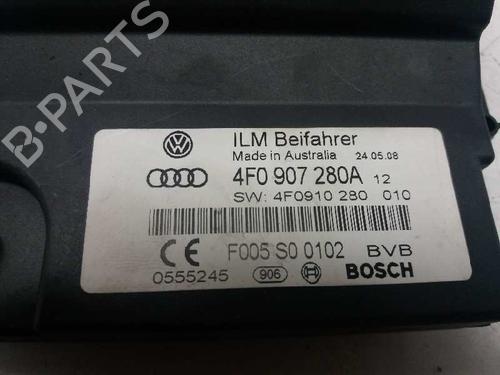 B-PARTS
ILM Beifahrer
Made in Australia 24.05.08
4F0 907 280A 12
SW: 4F0910 280 010
CE F005 S0 0102 BVB
0555245 906 BOSCH